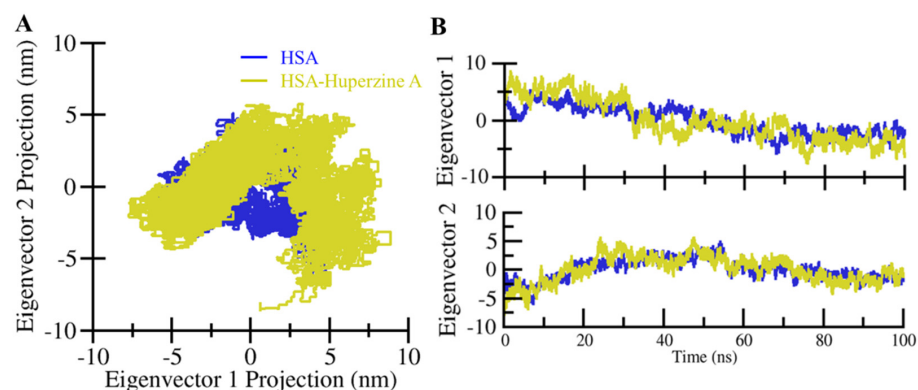 A
Eigenvector 2 Projection (nm)
10
5
0
-5
-10
HSA
HSA-Huperzine A
-10 -5 0 5 10
Eigenvector 1 Projection (nm)
B
Eigenvector 1
10
5
0
-5
-10
Eigenvector 2
10
5
0
-5
-10
0 20 40 60 80 100
Time (ns)